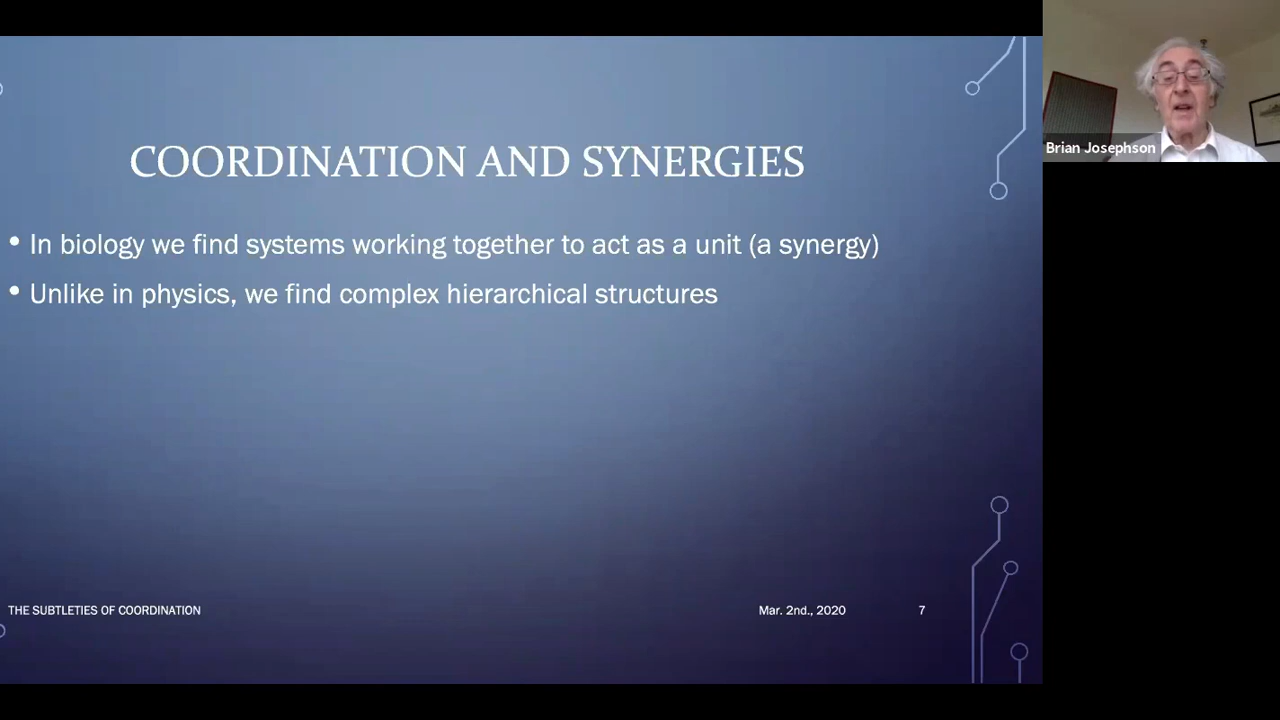 COORDINATION AND SYNERGIES
• In biology we find systems working together to act as a unit (a synergy)
• Unlike in physics, we find complex hierarchical structures
THE SUBTLETIES OF COORDINATION
Mar. 2nd., 2020
7
Brian Josephson